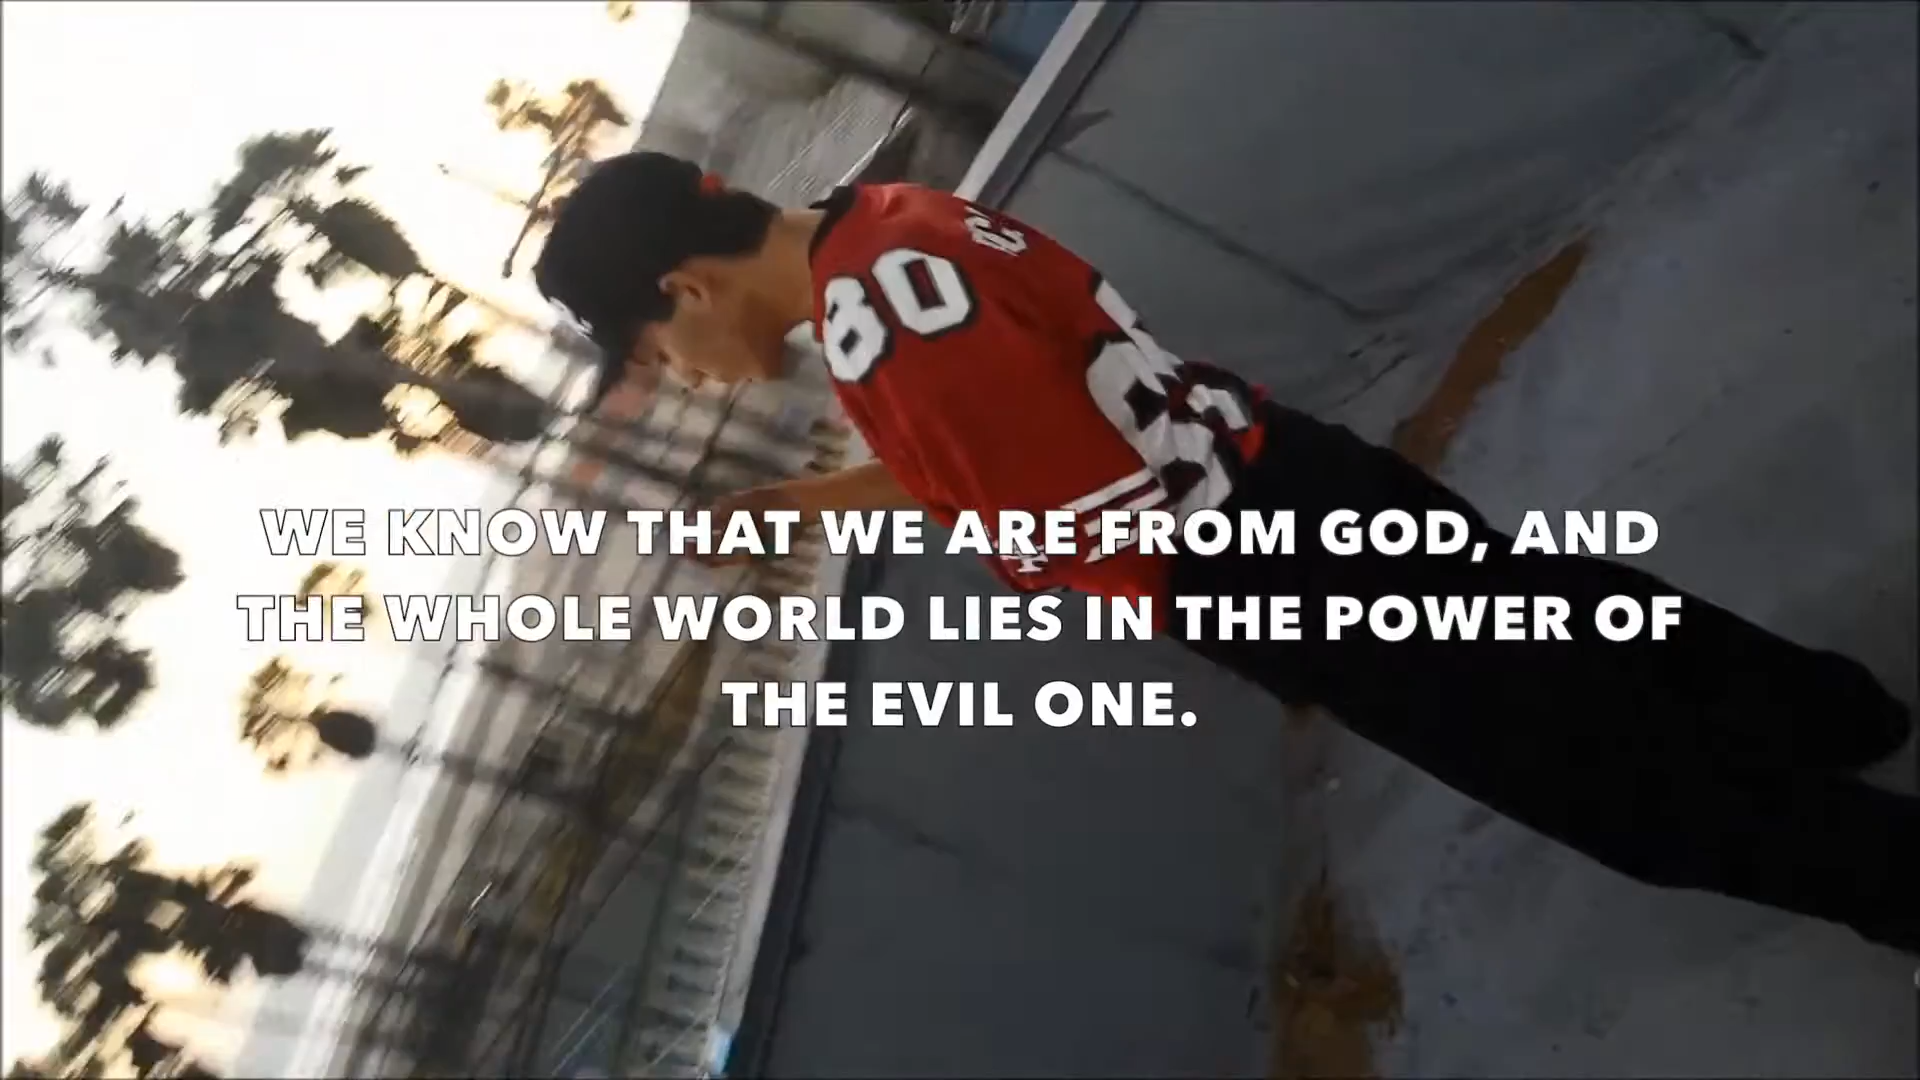 80
WE KNOW THAT WE ARE FROM GOD, AND
THE WHOLE WORLD LIES IN THE POWER OF
THE EVIL ONE.